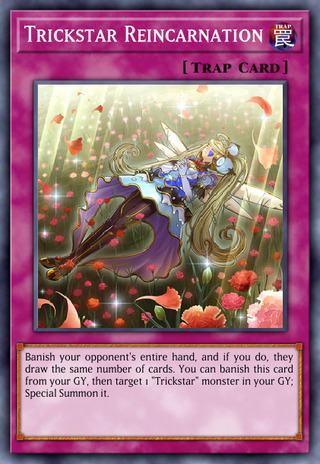 TRICKSTAR REINCARNATION
TRAP
罠
[TRAP CARD]
Banish your opponent's entire hand, and if you do, they
draw the same number of cards. You can banish this card
from your GY, then target 1 "Trickstar" monster in your GY;
Special Summon it.